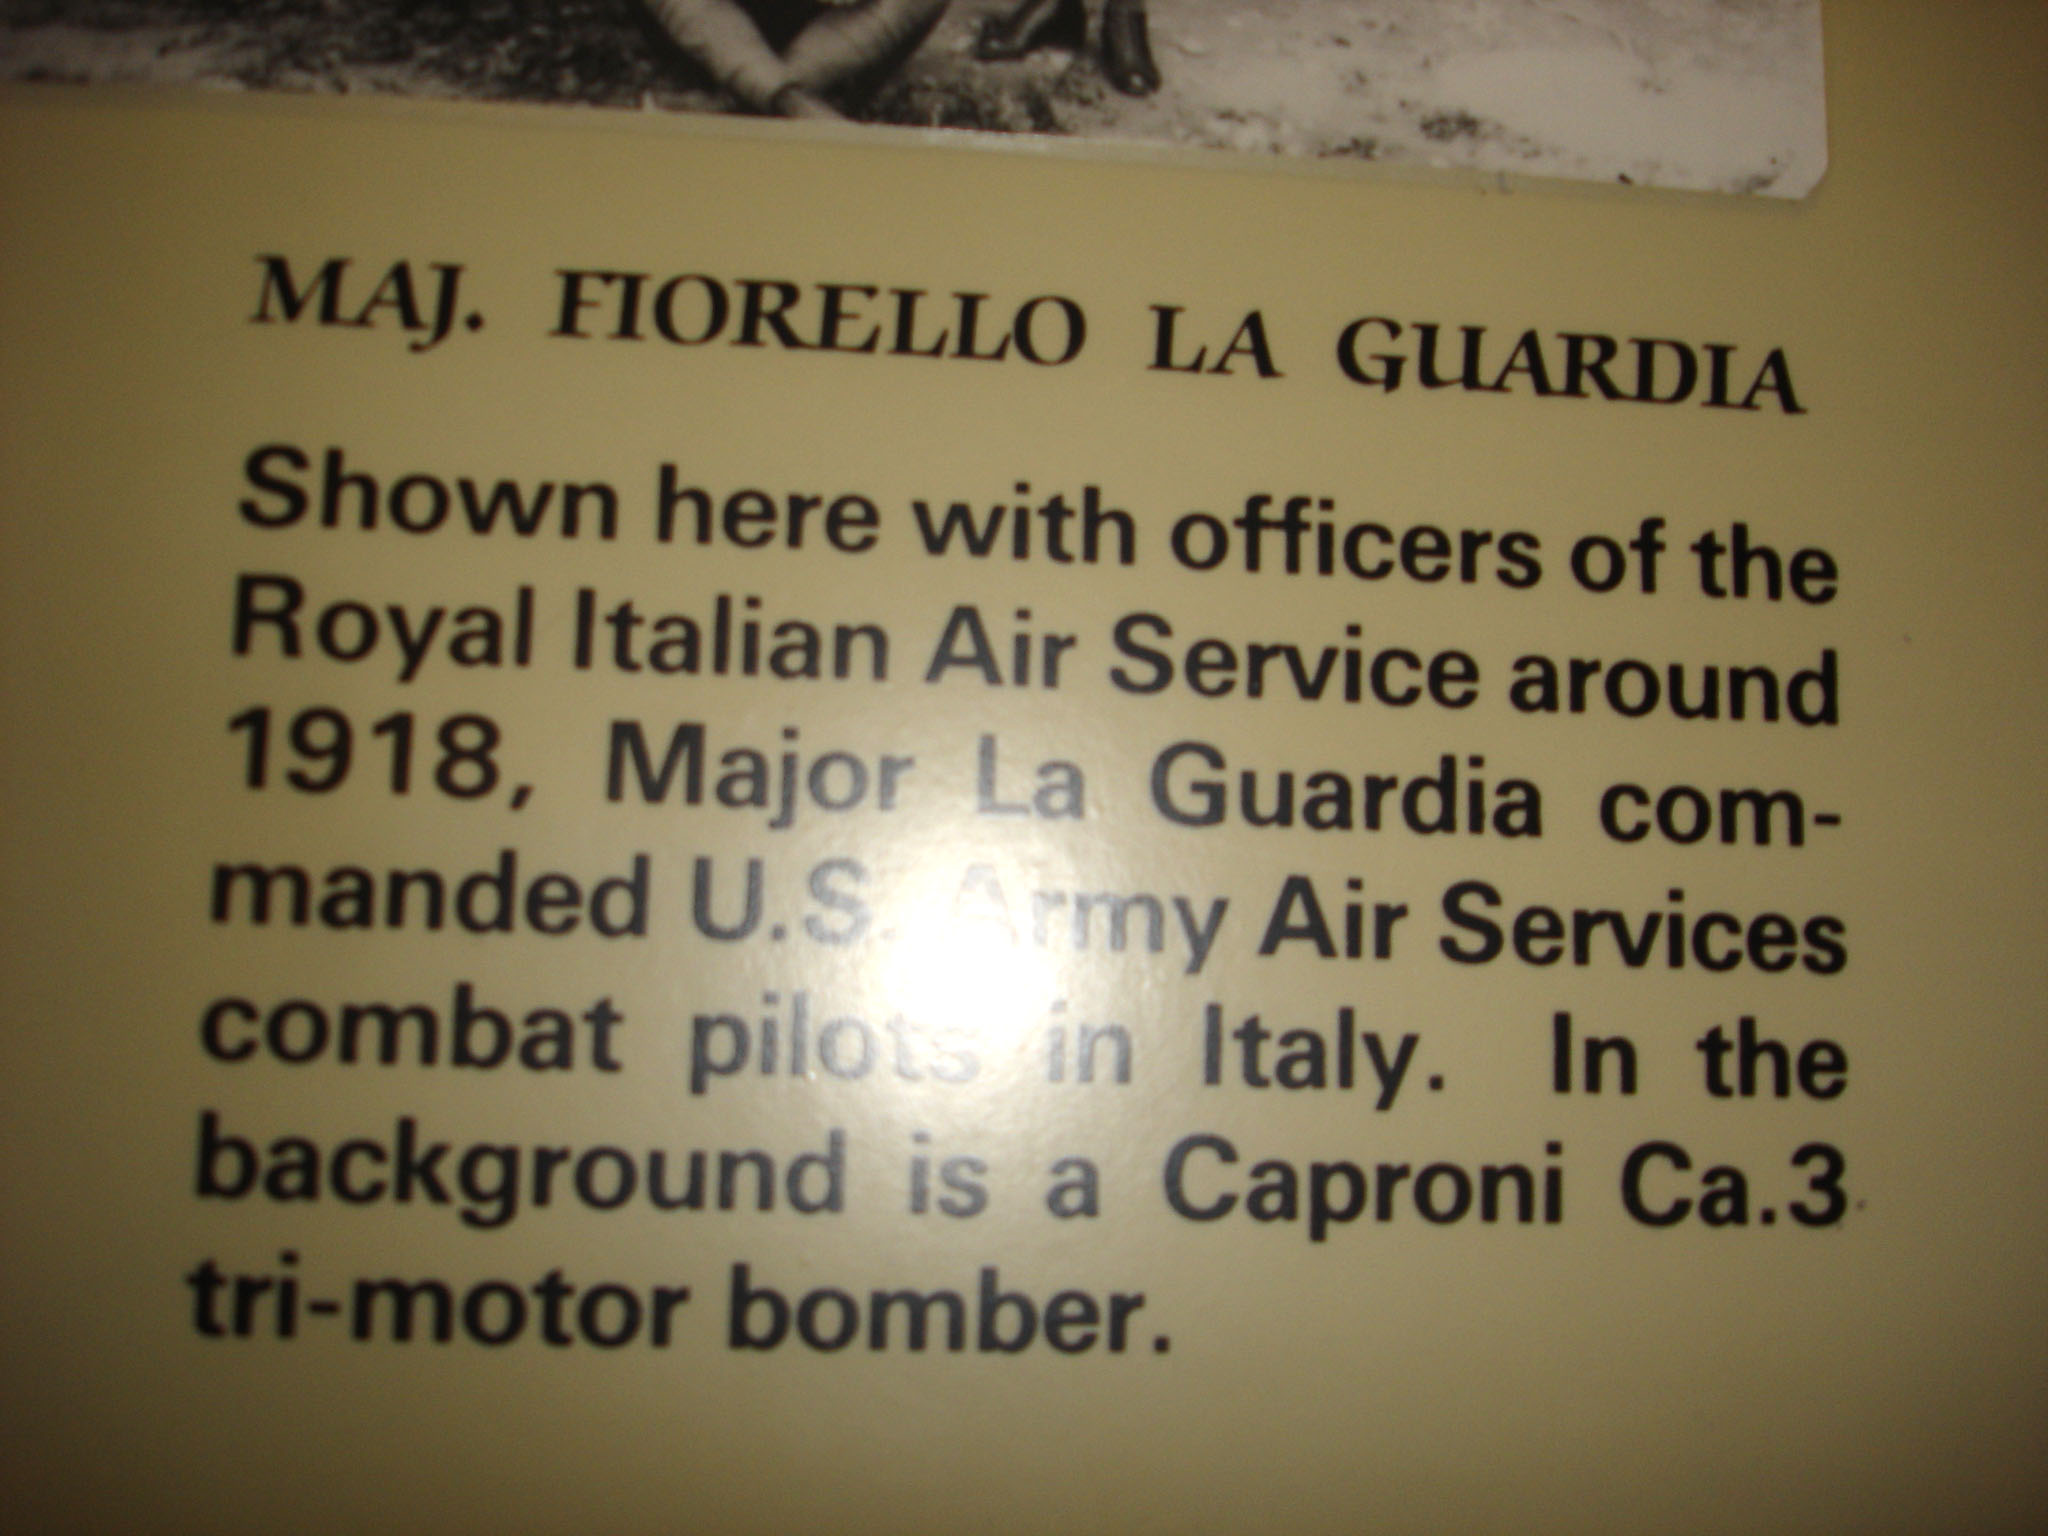 MAJ. FIORELLO LA GUARDIA
Shown here with officers of the
Royal Italian Air Service around
1918, Major La Guardia com-
manded U.S. Army Air Services
combat pilots in Italy. In the
background is a Caproni Ca.3
tri-motor bomber.